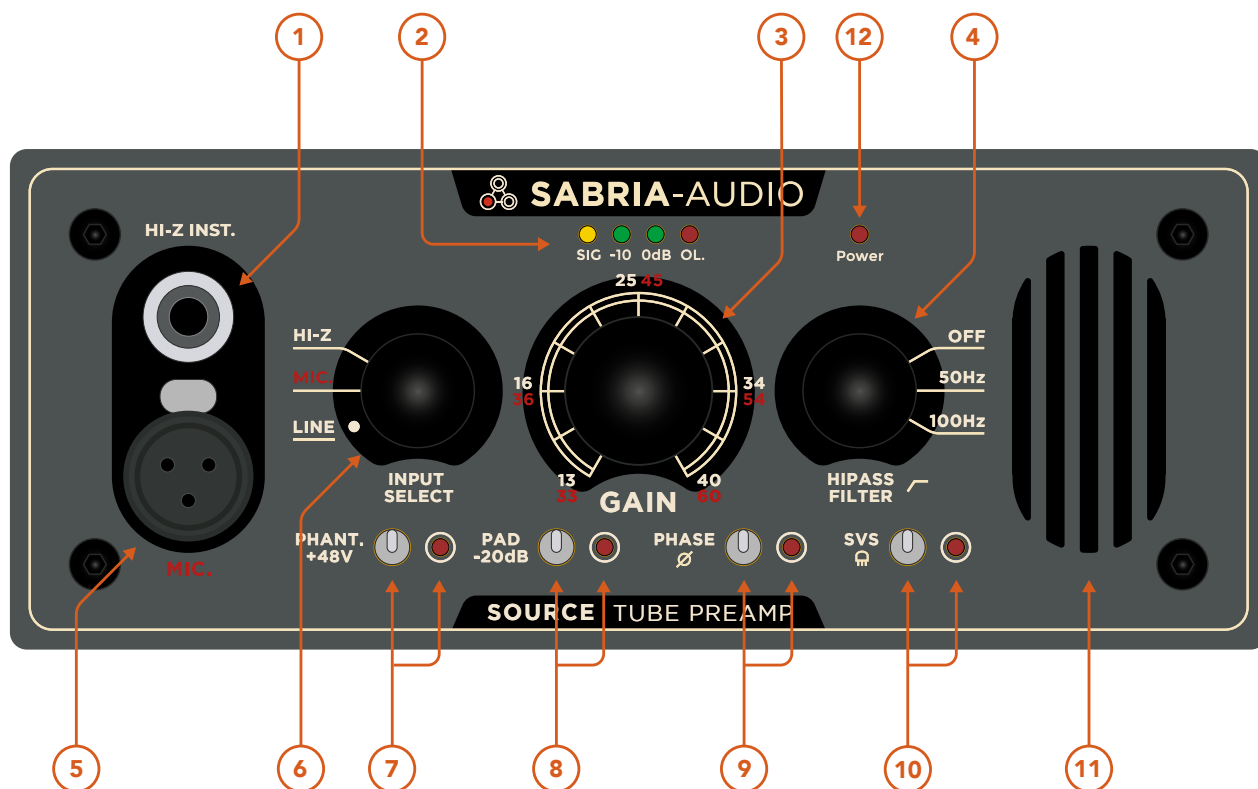 1 2 3 12 4
SABRIA-AUDIO
HI-Z INST.
SIG -10 0dB OL.
Power
25 45
HI-Z
MIC.
LINE
INPUT
SELECT
16
36
34
54
13
33
40
60
GAIN
OFF
50Hz
100Hz
HIPASS
FILTER
MIC.
PHANT.
+48V
PAD
-20dB
PHASE
Ø
SVS
SOURCE TUBE PREAMP
5 6 7 8 9 10 11